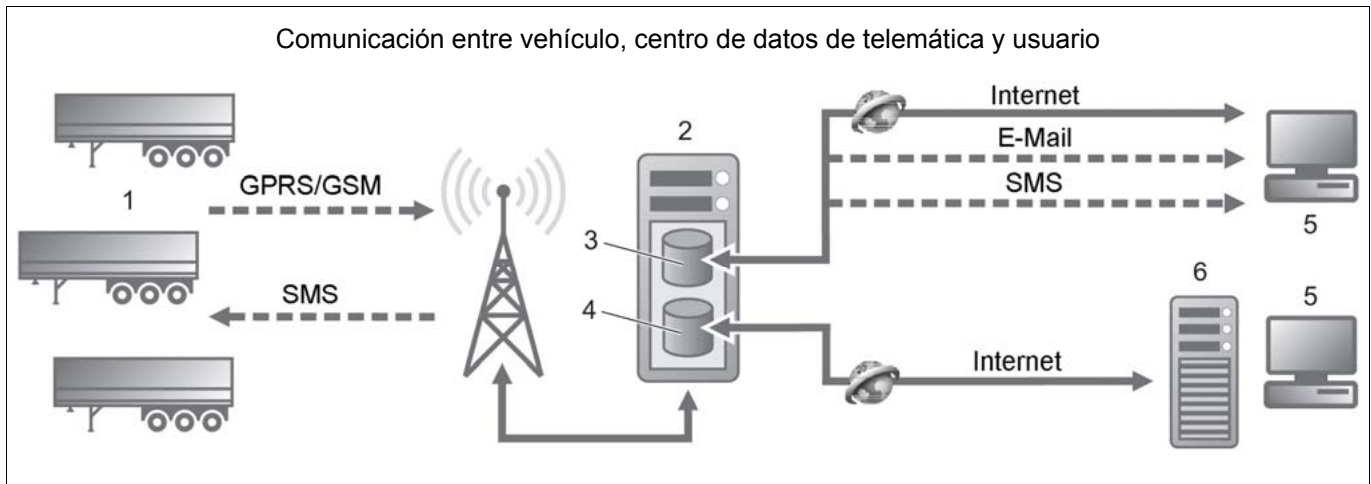 Comunicación entre vehículo, centro de datos de telemática y usuario
Internet
2
E-Mail
GPRS/GSM
1
SMS
5
3
6
SMS
5
4
Internet